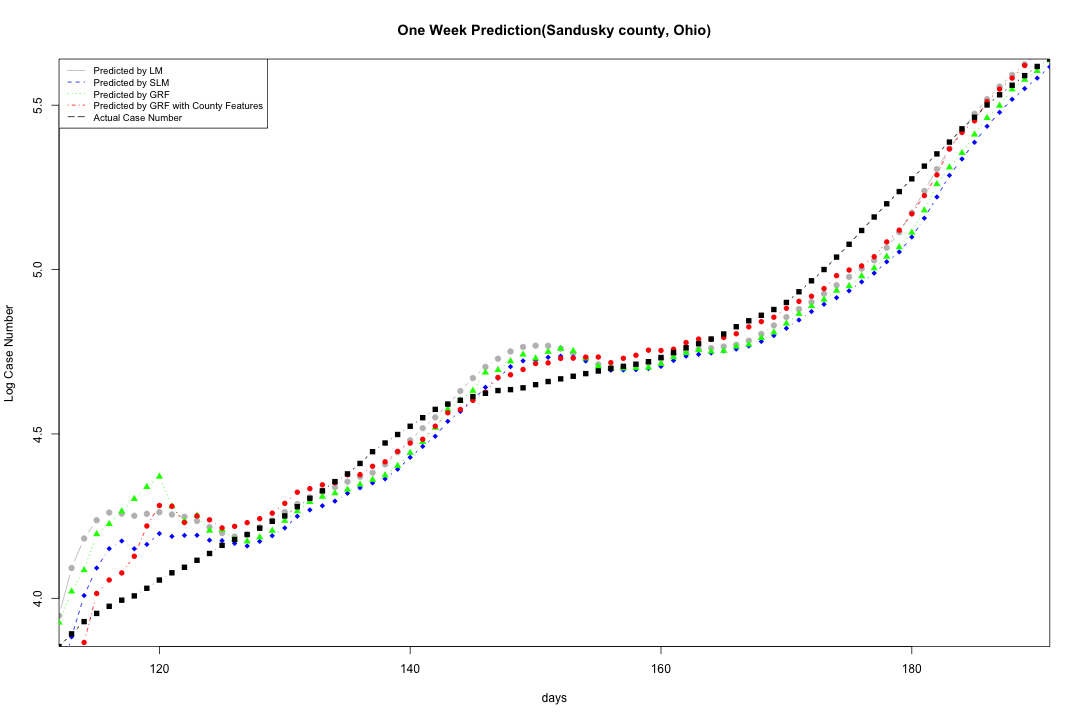 One Week Prediction(Sandusky county, Ohio)
Predicted by LM
Predicted by SLM
Predicted by GRF
Predicted by GRF with County Features
Actual Case Number
5.5
5.0
4.5
4.0
Log Case Number
120 140 160 180
days